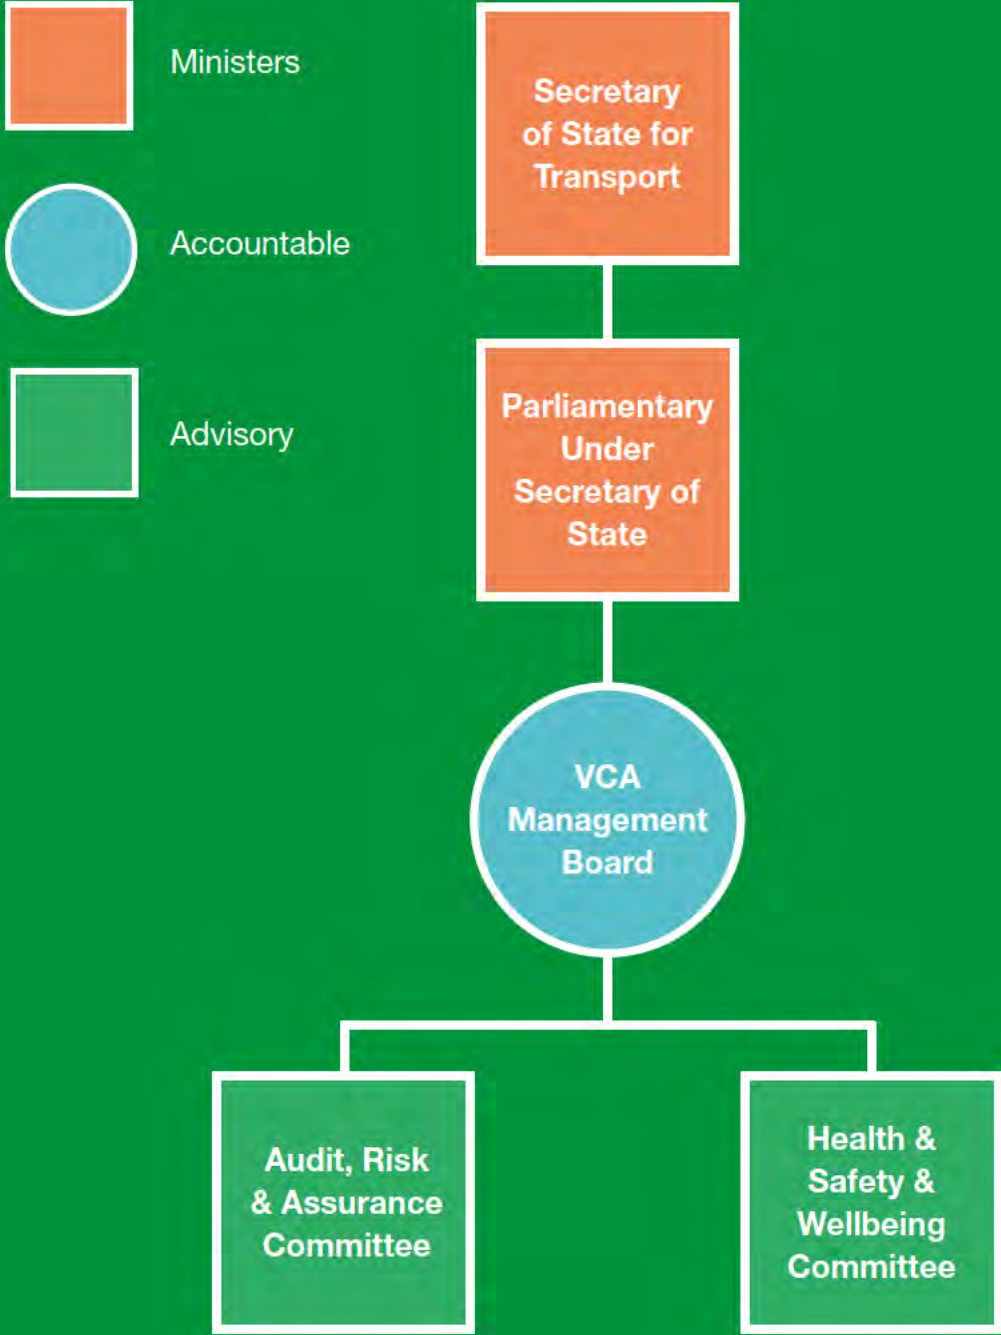 Ministers
Accountable
Advisory
Secretary
of State for
Transport
Parliamentary
Under
Secretary of
State
VCA
Management
Board
Audit, Risk
& Assurance
Committee
Health &
Safety &
Wellbeing
Committee